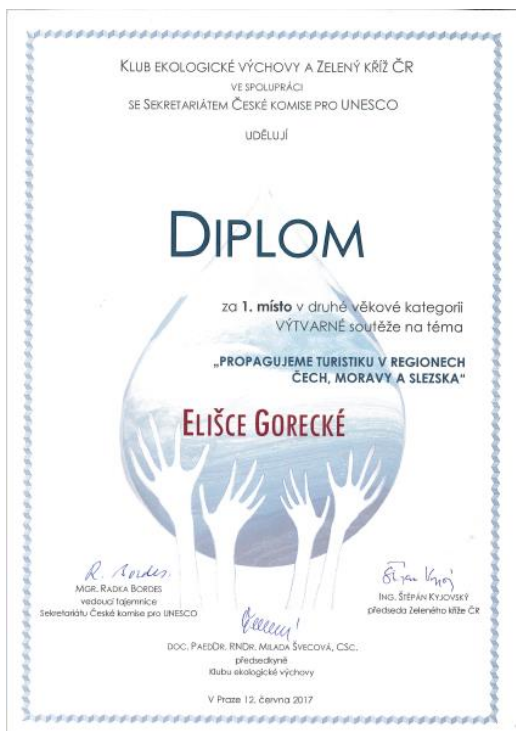 KLUB EKOLOGICKÉ VÝCHOVY A ZELENÝ KŘÍŽ ČR
VE SPOLUPRÁCI
SE SEKRETARIÁTEM ČESKÉ KOMISE PRO UNESCO
UDĚLUJÍ
DIPLOM
za 1. místo v druhé věkové kategorii
VÝTVARNÉ soutěže na téma
„PROPAGUJEME TURISTIKU V REGIONECH
ČECH, MORAVY A SLEZSKA“
ELIŠCE GORECKÉ
R. Bordes
MGR. RADKA BORDES
vedoucí tajemnice
Sekretariátu České komise pro UNESCO
ING. ŠTĚPÁN KYJOVSKÝ
předseda Zeleného kříže ČR
DOC. PAEDDR. RNDR. MILADA ŠVECOVÁ, CSC.
předsedkyně
Klubu ekologické výchovy
V Praze 12. června 2017